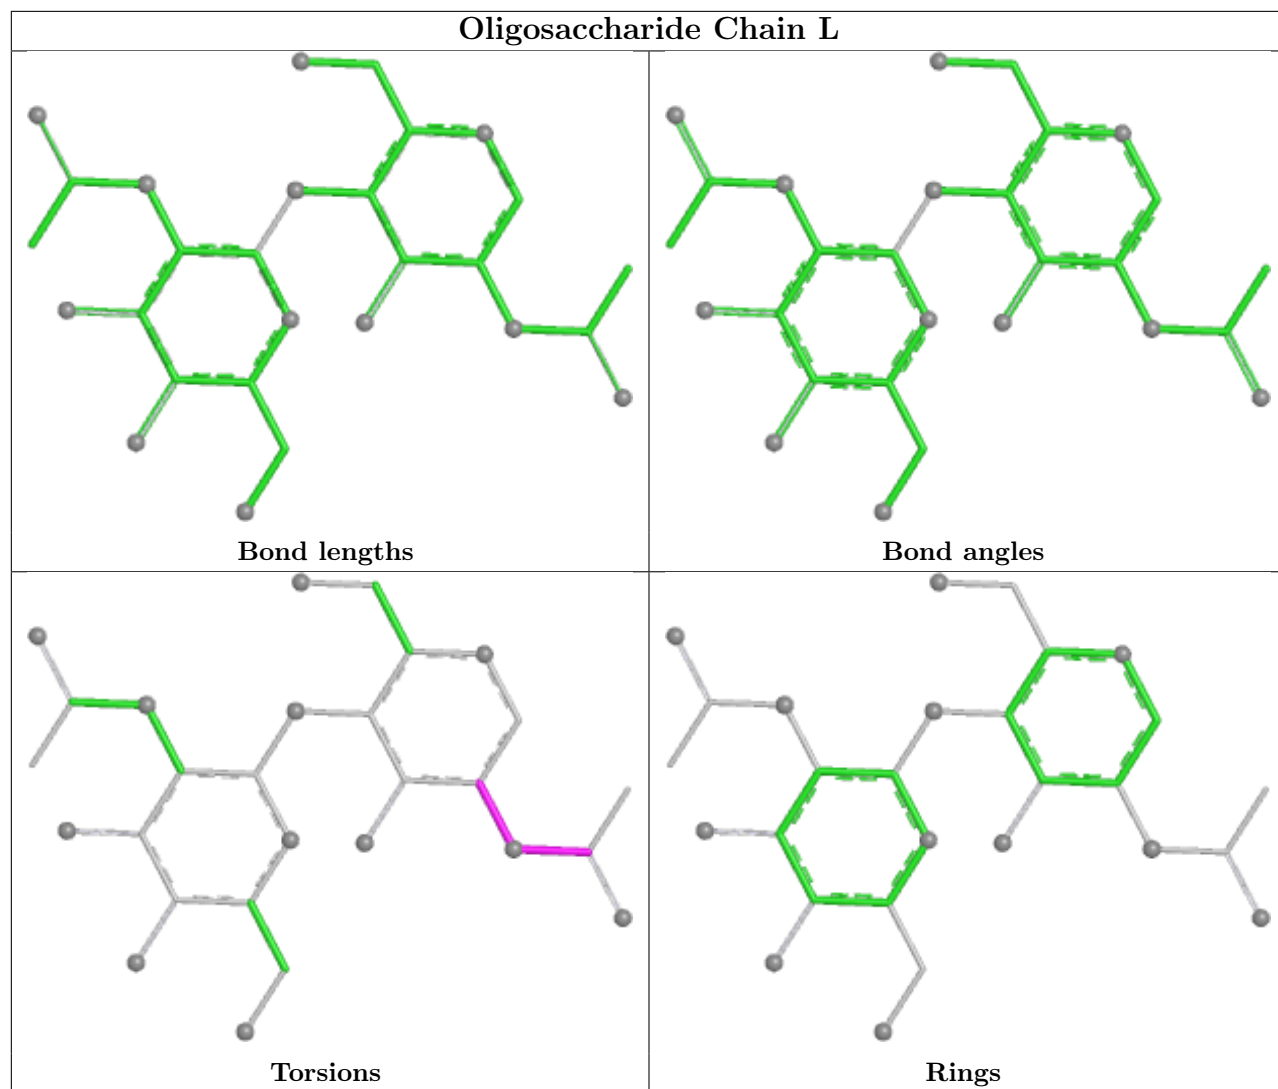 Oligosaccharide Chain L
Bond lengths
Bond angles
Torsions
Rings